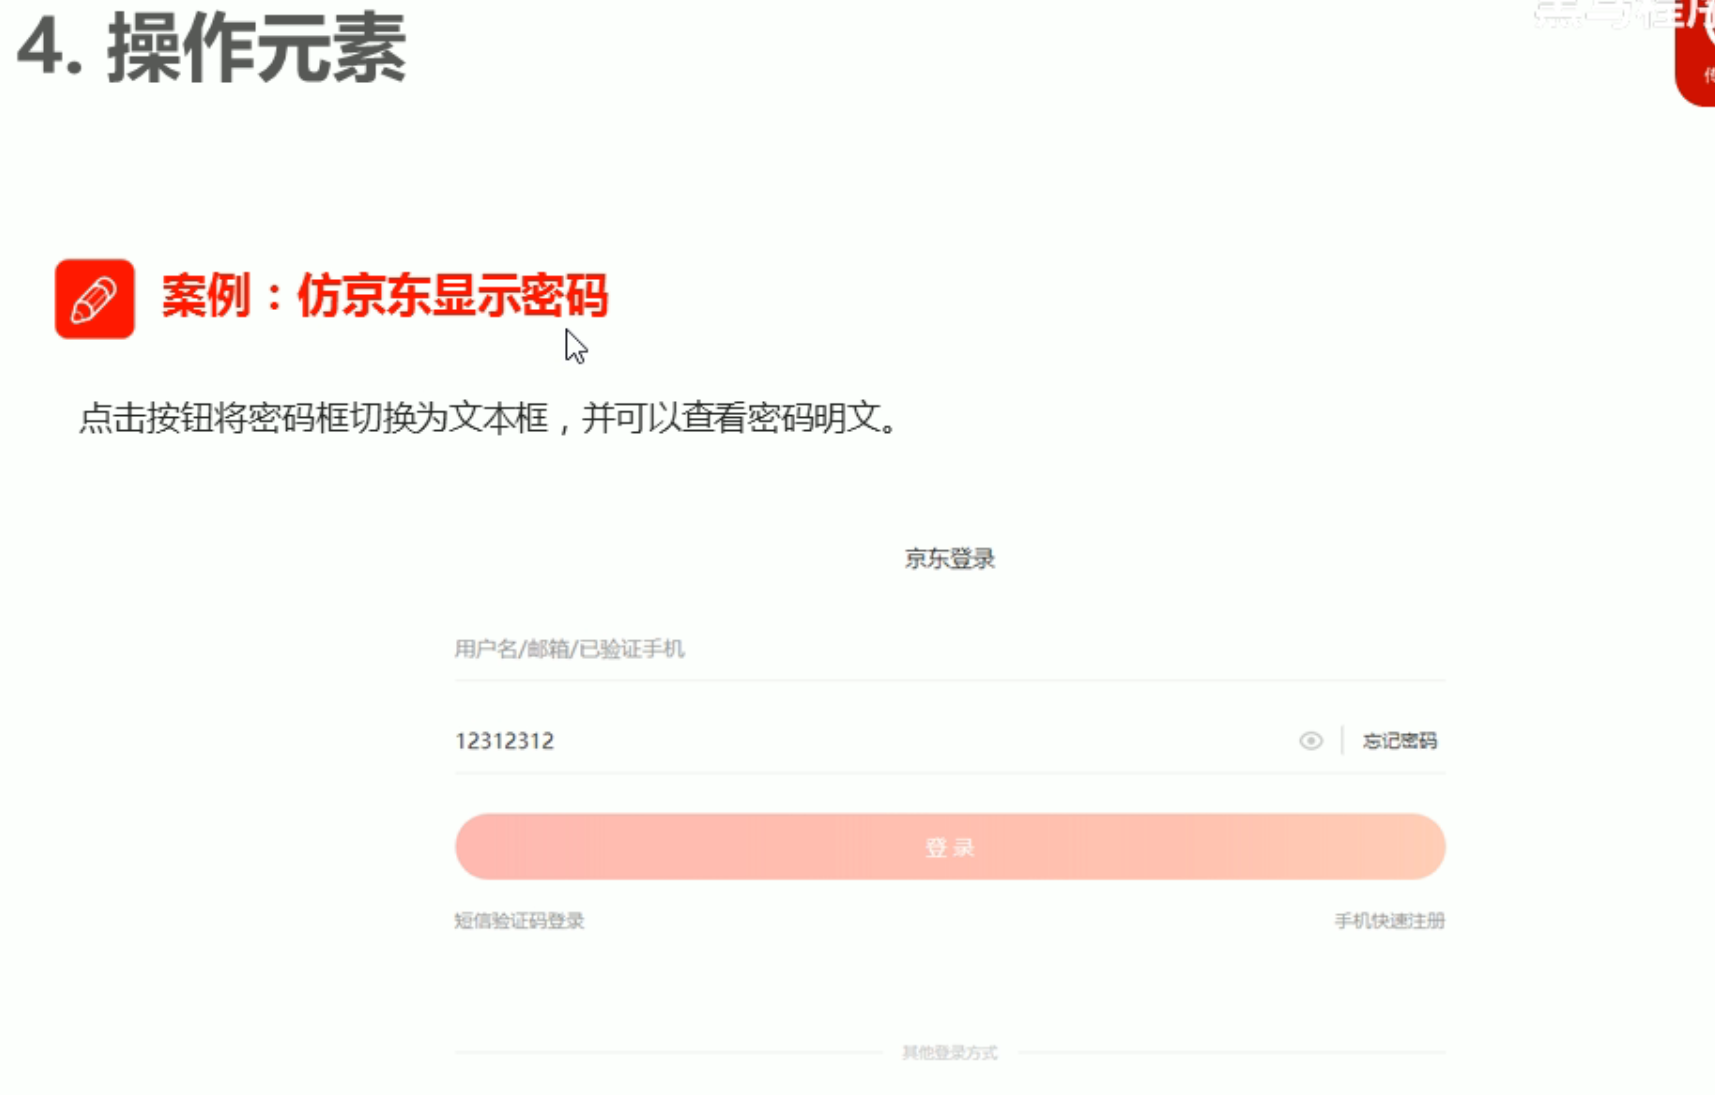 4. 操作元素
案例：仿京东显示密码
点击按钮将密码框切换为文本框，并可以查看密码明文。
京东登录
用户名/邮箱/已验证手机
12312312
忘记密码
登 录
短信验证码登录
手机快速注册
其他登录方式